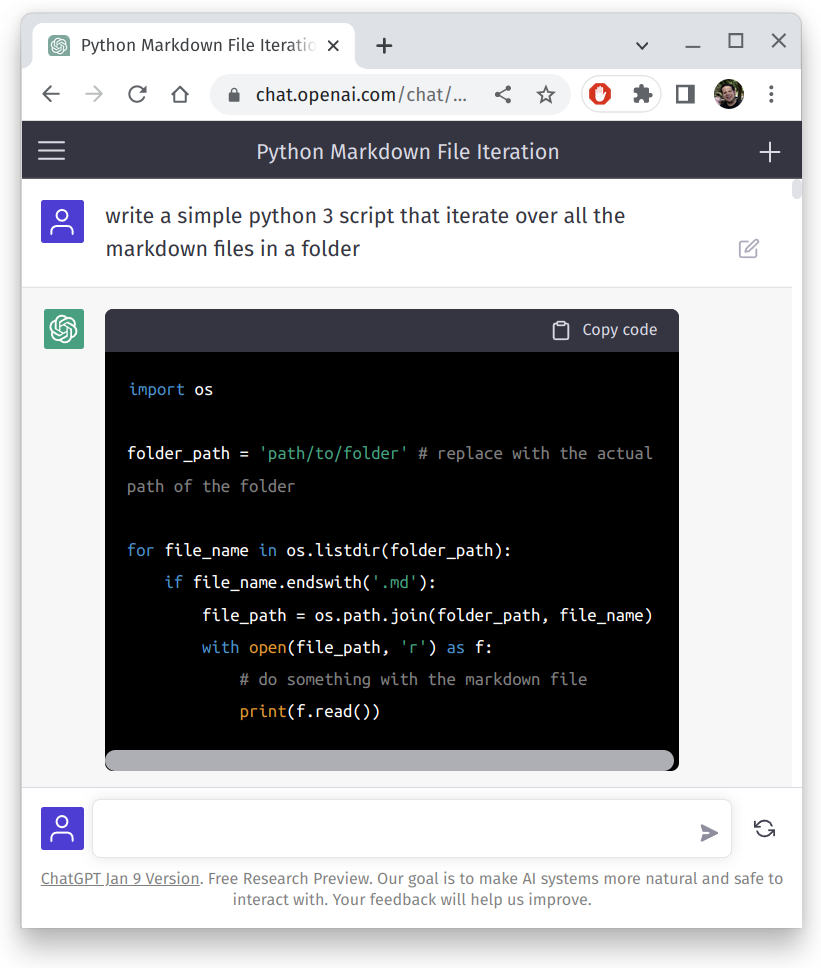 Python Markdown File Iteratio
chat.openai.com/chat/...
Python Markdown File Iteration
write a simple python 3 script that iterate over all the
markdown files in a folder
Copy code
import os
folder_path = 'path/to/folder' # replace with the actual
path of the folder
for file_name in os.listdir(folder_path):
    if file_name.endswith('.md'):
        file_path = os.path.join(folder_path, file_name)
        with open(file_path, 'r') as f:
            # do something with the markdown file
            print(f.read())
ChatGPT Jan 9 Version. Free Research Preview. Our goal is to make AI systems more natural and safe to
interact with. Your feedback will help us improve.